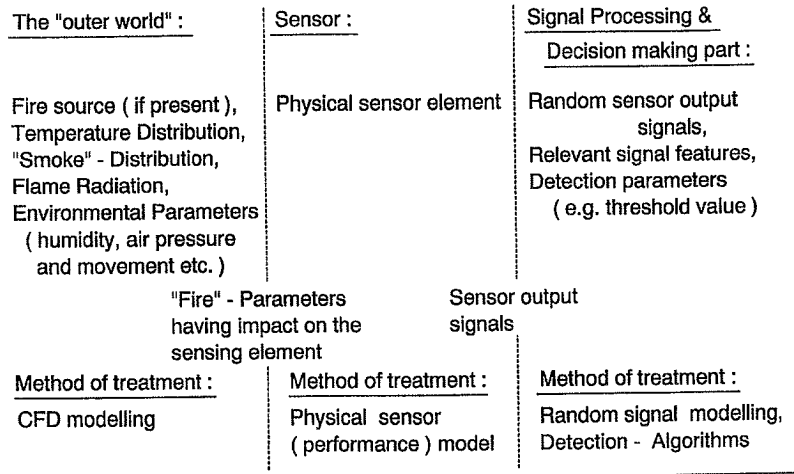 The "outer world" :
Fire source ( if present ),
Temperature Distribution,
"Smoke" - Distribution,
Flame Radiation,
Environmental Parameters
( humidity, air pressure
and movement etc. )
Sensor :
Physical sensor element
Signal Processing &
Decision making part :
Random sensor output
signals,
Relevant signal features,
Detection parameters
( e.g. threshold value )
"Fire" - Parameters
having impact on the
sensing element
Sensor output
signals
Method of treatment :
CFD modelling
Method of treatment :
Physical sensor
( performance ) model
Method of treatment :
Random signal modelling,
Detection - Algorithms